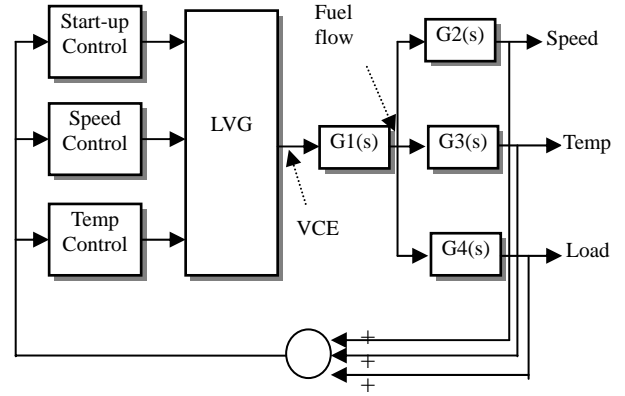 Start-up
Control
Speed
Control
Temp
Control
LVG
VCE
G1(s)
Fuel
flow
G2(s)
G3(s)
G4(s)
Speed
Temp
Load
+
+
+